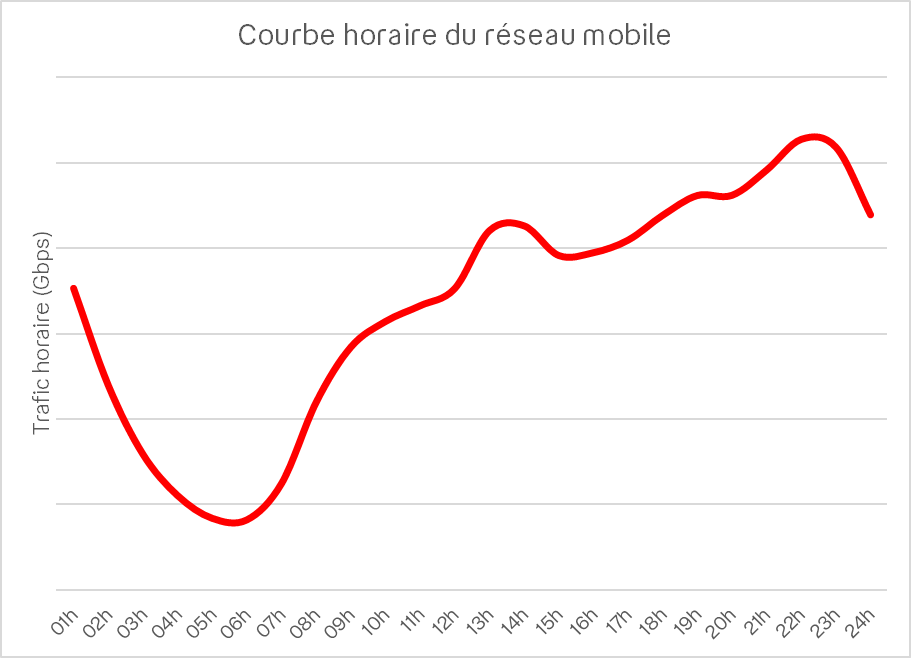 Courbe horaire du réseau mobile
Trafic horaire (Gbps)
01h 02h 03h 04h 05h 06h 07h 08h 09h 10h 11h 12h 13h 14h 15h 16h 17h 18h 19h 20h 21h 22h 23h 24h